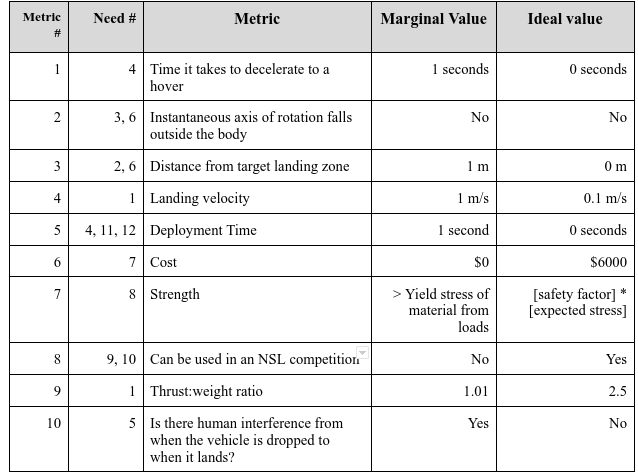 Metric # Need # Metric Marginal Value Ideal value
1 4 Time it takes to decelerate to a hover 1 seconds 0 seconds
2 3, 6 Instantaneous axis of rotation falls outside the body No No
3 2, 6 Distance from target landing zone 1 m 0 m
4 1 Landing velocity 1 m/s 0.1 m/s
5 4, 11, 12 Deployment Time 1 second 0 seconds
6 7 Cost $0 $6000
7 8 Strength > Yield stress of material from loads [safety factor] * [expected stress]
8 9, 10 Can be used in an NSL competition No Yes
9 1 Thrust:weight ratio 1.01 2.5
10 5 Is there human interference from when the vehicle is dropped to when it lands? Yes No